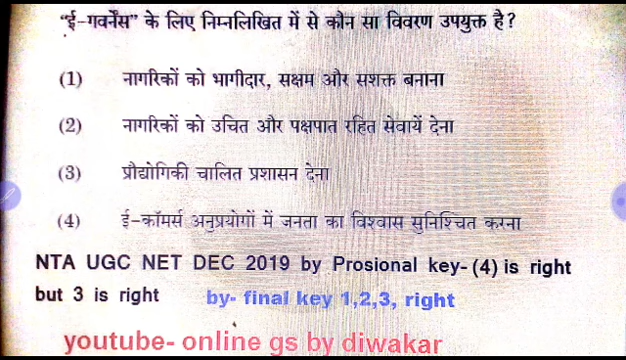 “ई-गवर्नेंस” के लिए निम्नलिखित में से कौन सा विवरण उपयुक्त है?
(1) नागरिकों को भागीदार, सक्षम और सशक्त बनाना
(2) नागरिकों को उचित और पक्षपात रहित सेवायें देना
(3) प्रौद्योगिकी चालित प्रशासन देना
(4) ई-कॉमर्स अनुप्रयोगों में जनता का विश्वास सुनिश्चित करना
NTA UGC NET DEC 2019 by Prosional key- (4) is right
but 3 is right by- final key 1,2,3, right
youtube- online gs by diwakar